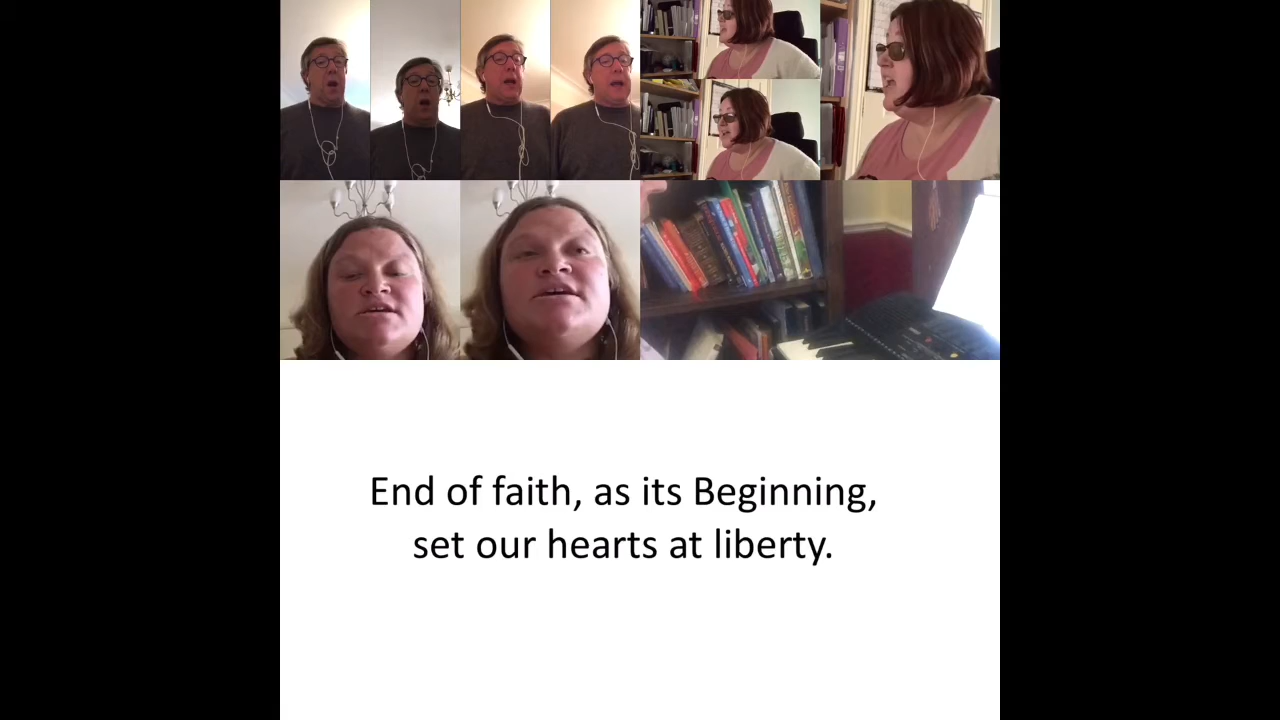 End of faith, as its Beginning,
set our hearts at liberty.